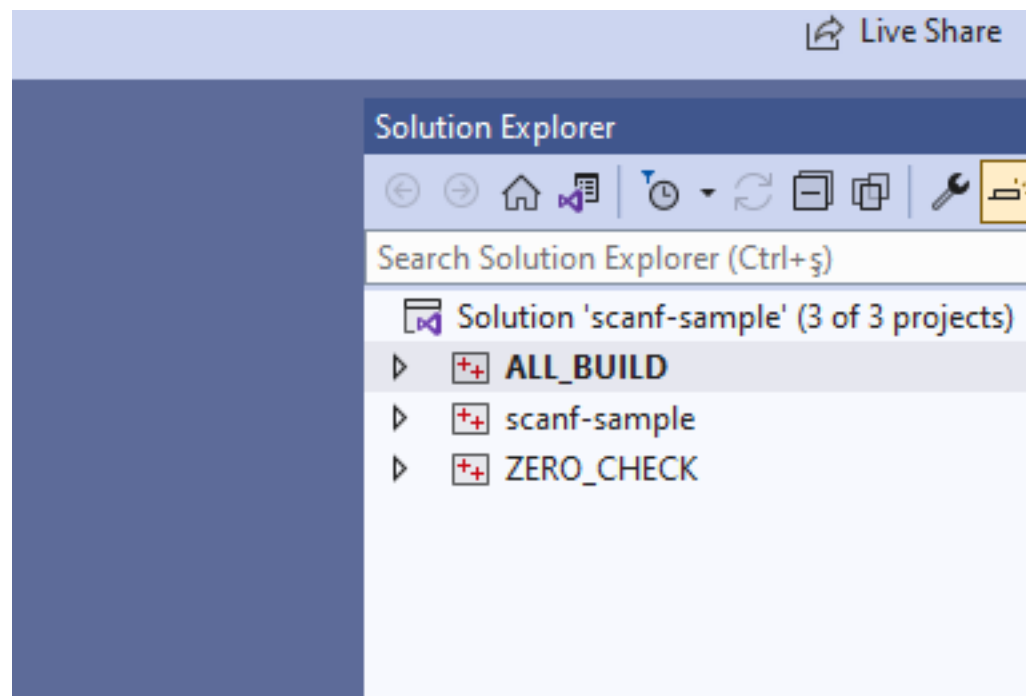 Live Share
Solution Explorer
Search Solution Explorer (Ctrl+ş)
Solution 'scanf-sample' (3 of 3 projects)
ALL_BUILD
scanf-sample
ZERO_CHECK